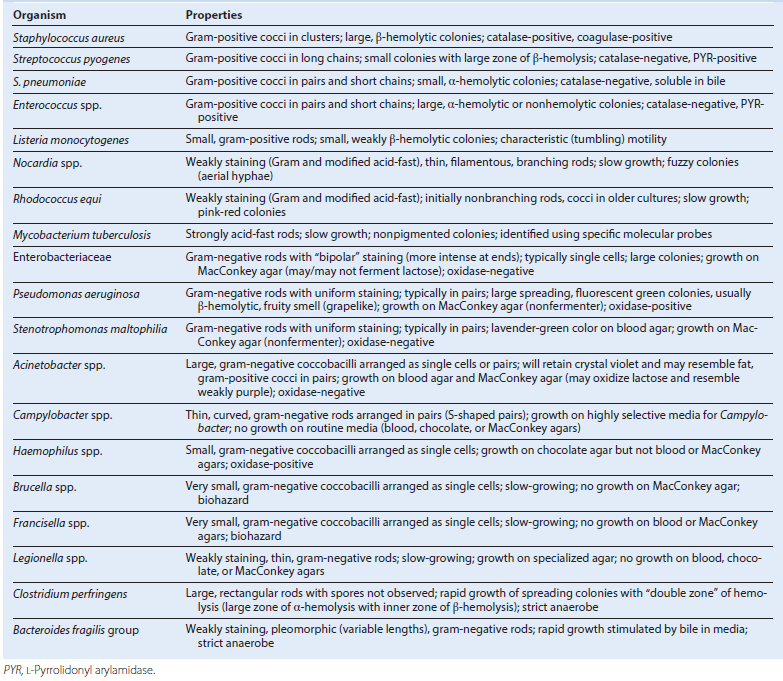 Organism Properties
Staphylococcus aureus Gram-positive cocci in clusters; large, β-hemolytic colonies; catalase-positive, coagulase-positive
Streptococcus pyogenes Gram-positive cocci in long chains; small colonies with large zone of β-hemolysis; catalase-negative, PYR-positive
S. pneumoniae Gram-positive cocci in pairs and short chains; small, α-hemolytic colonies; catalase-negative, soluble in bile
Enterococcus spp. Gram-positive cocci in pairs and short chains; large, α-hemolytic or nonhemolytic colonies; catalase-negative, PYR-
positive
Listeria monocytogenes Small, gram-positive rods; small, weakly β-hemolytic colonies; characteristic (tumbling) motility
Nocardia spp. Weakly staining (Gram and modified acid-fast), thin, filamentous, branching rods; slow growth; fuzzy colonies
(aerial hyphae)
Rhodococcus equi Weakly staining (Gram and modified acid-fast); initially nonbranching rods, cocci in older cultures; slow growth;
pink-red colonies
Mycobacterium tuberculosis Strongly acid-fast rods; slow growth; nonpigmented colonies; identified using specific molecular probes
Enterobacteriaceae Gram-negative rods with “bipolar” staining (more intense at ends); typically single cells; large colonies; growth on
MacConkey agar (may/may not ferment lactose); oxidase-negative
Pseudomonas aeruginosa Gram-negative rods with uniform staining; typically in pairs; large spreading, fluorescent green colonies, usually
β-hemolytic, fruity smell (grapelike); growth on MacConkey agar (nonfermenter); oxidase-positive
Stenotrophomonas maltophilia Gram-negative rods with uniform staining; typically in pairs; lavender-green color on blood agar; growth on Mac-
Conkey agar (nonfermenter); oxidase-negative
Acinetobacter spp. Large, gram-negative coccobacilli arranged as single cells or pairs; will retain crystal violet and may resemble fat,
gram-positive cocci in pairs; growth on blood agar and MacConkey agar (may oxidize lactose and resemble
weakly purple); oxidase-negative
Campylobacter spp. Thin, curved, gram-negative rods arranged in pairs (S-shaped pairs); growth on highly selective media for Campylo-
bacter; no growth on routine media (blood, chocolate, or MacConkey agars)
Haemophilus spp. Small, gram-negative coccobacilli arranged as single cells; growth on chocolate agar but not blood or MacConkey
agars; oxidase-positive
Brucella spp. Very small, gram-negative coccobacilli arranged as single cells; slow-growing; no growth on MacConkey agar;
biohazard
Francisella spp. Very small, gram-negative coccobacilli arranged as single cells; slow-growing; no growth on blood or MacConkey
agars; biohazard
Legionella spp. Weakly staining, thin, gram-negative rods; slow-growing; growth on specialized agar; no growth on blood, choco-
late, or MacConkey agars
Clostridium perfringens Large, rectangular rods with spores not observed; rapid growth of spreading colonies with “double zone” of hemo-
lysis (large zone of α-hemolysis with inner zone of β-hemolysis); strict anaerobe
Bacteroides fragilis group Weakly staining, pleomorphic (variable lengths), gram-negative rods; rapid growth stimulated by bile in media;
strict anaerobe
PYR, L-Pyrrolidonyl arylamidase.